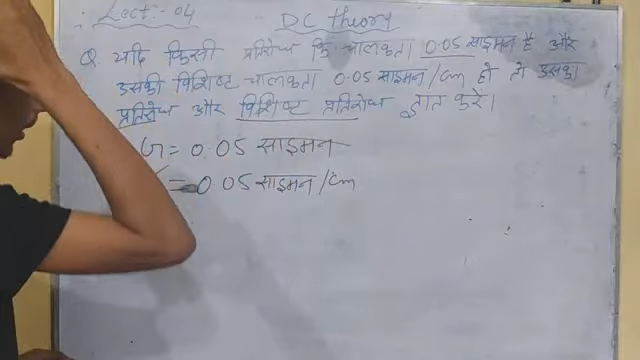 Lect:- 04
DC theory
Q. यदि किसी प्रतिरोध कि चालकता 0.05 साइमन है और
उसकी विशिष्ट चालकता 0.05 साइमन/cm हो तो उसका
प्रतिरोध और विशिष्ट प्रतिरोध ज्ञात करें।
G = 0.05 साइमन
= 0.05 साइमन/cm